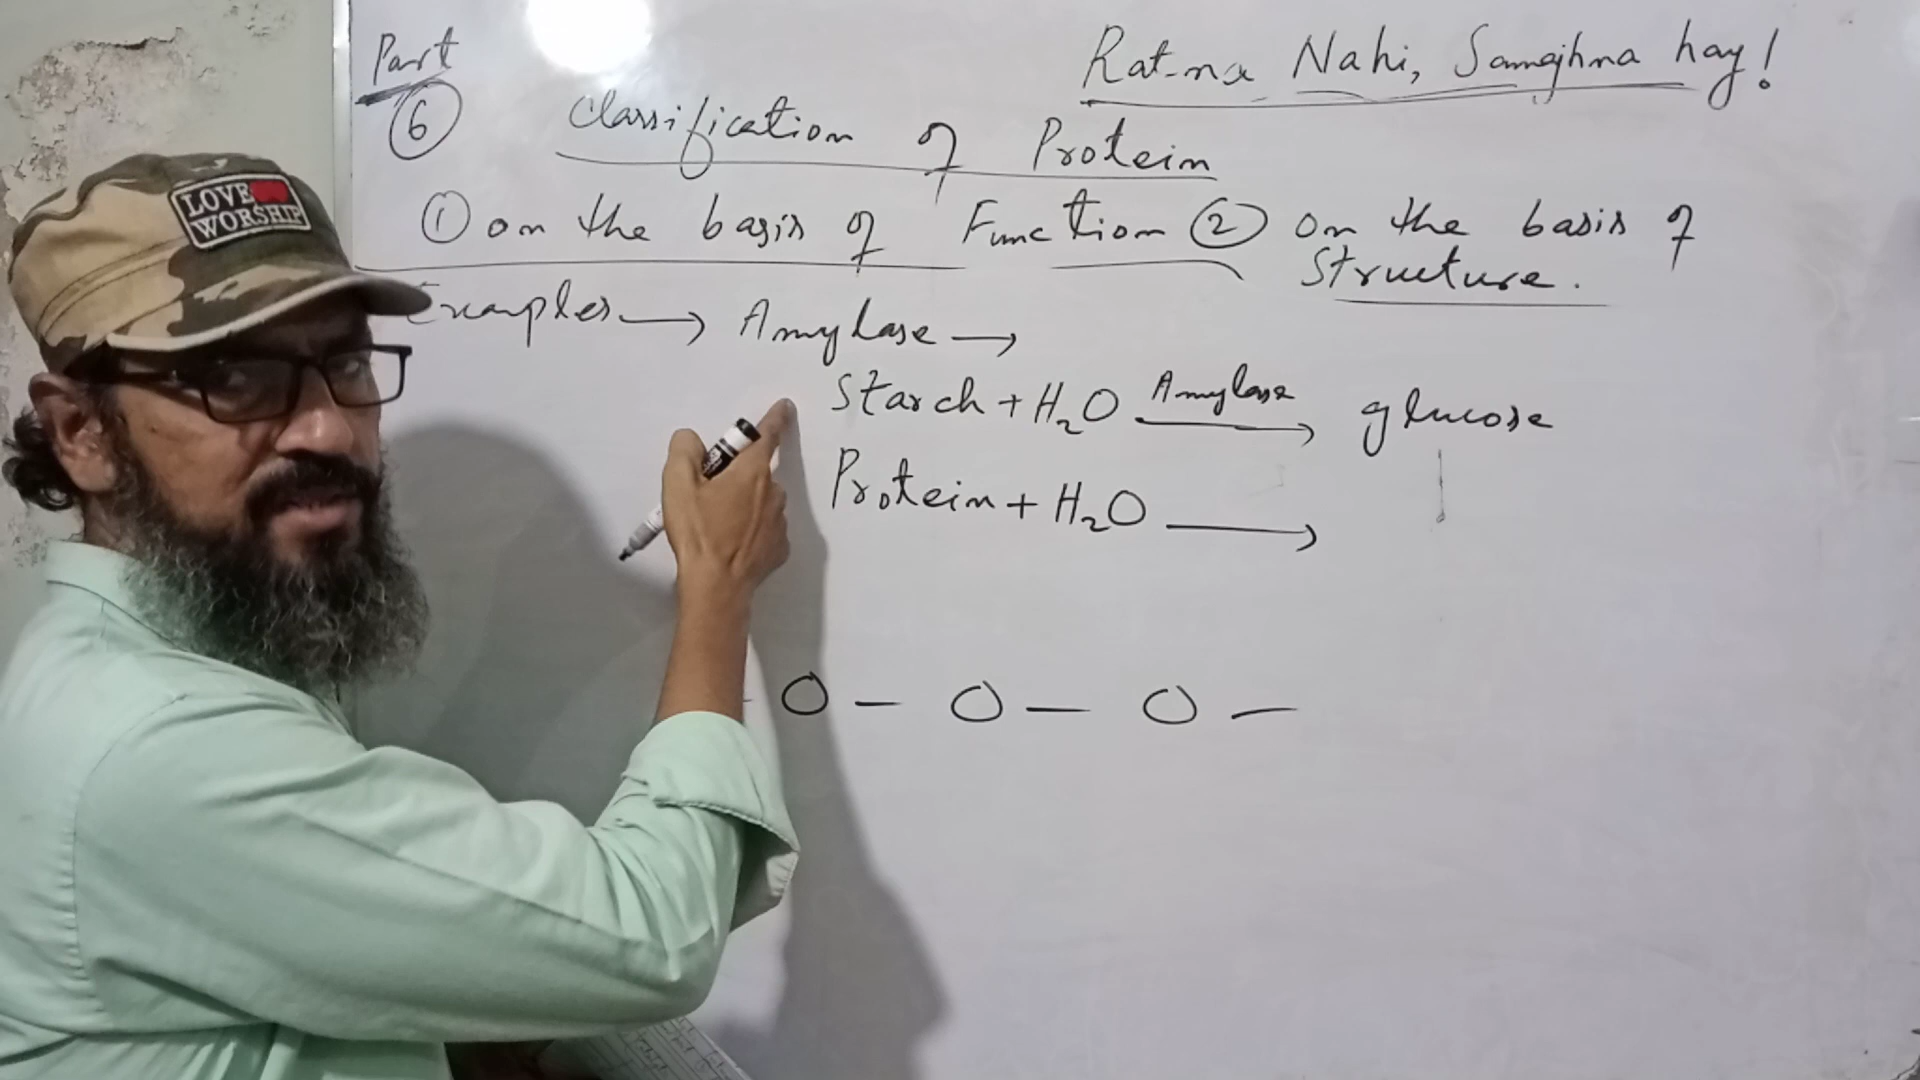 Part
6
Ratna Nahi, Samajhna hay!
Classification of Protein
① on the basis of Function ② on the basis of
Structure.
Examples → Amylase →
Starch + H₂O Amylase → glucose
Protein + H₂O →
O — O — O —
LOVE
WORSHIP